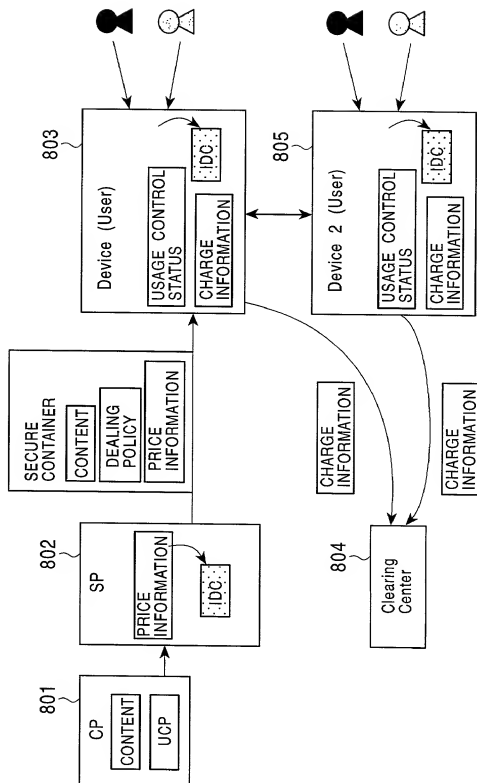 801
CP
CONTENT
UCP
802
SP
PRICE
INFORMATION
IDC
SECURE
CONTAINER
CONTENT
DEALING
POLICY
PRICE
INFORMATION
803
Device (User)
USAGE CONTROL
STATUS
IDC
CHARGE
INFORMATION
805
Device 2 (User)
USAGE CONTROL
STATUS
IDC
CHARGE
INFORMATION
CHARGE
INFORMATION
CHARGE
INFORMATION
804
Clearing
Center